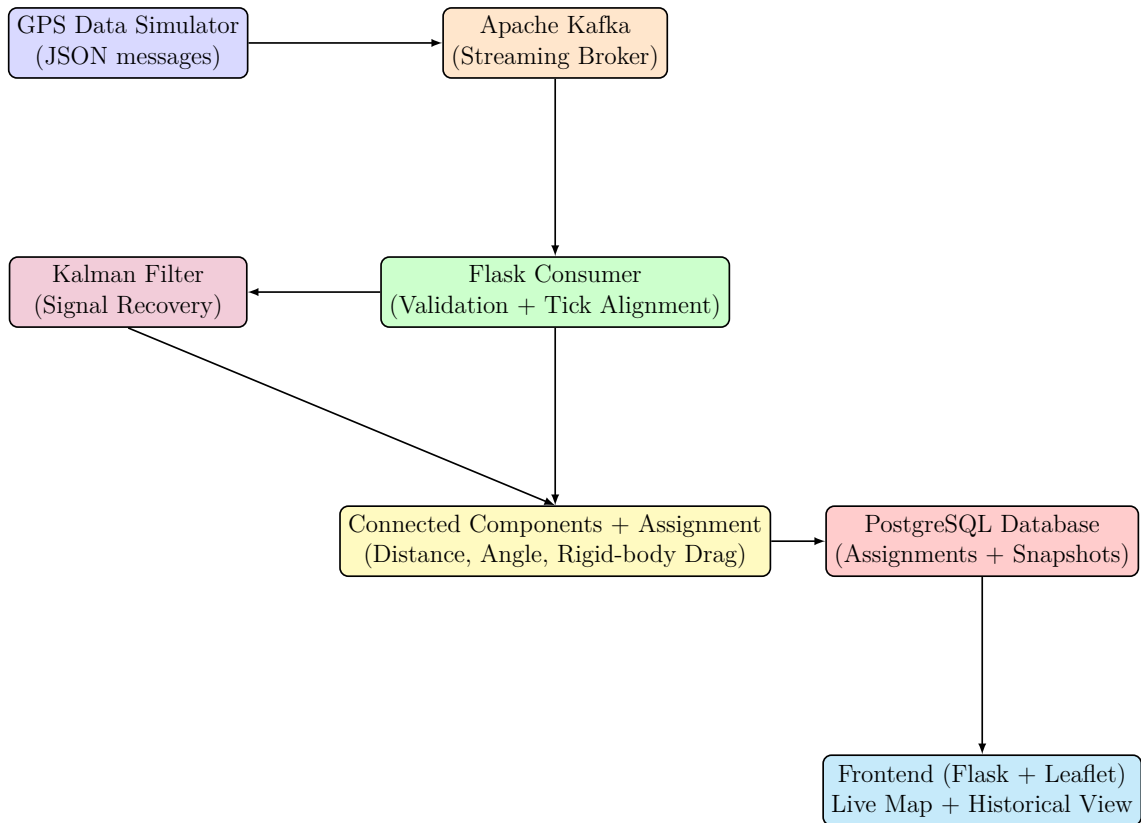 GPS Data Simulator
(JSON messages)
Apache Kafka
(Streaming Broker)
Kalman Filter
(Signal Recovery)
Flask Consumer
(Validation + Tick Alignment)
Connected Components + Assignment
(Distance, Angle, Rigid-body Drag)
PostgreSQL Database
(Assignments + Snapshots)
Frontend (Flask + Leaflet)
Live Map + Historical View